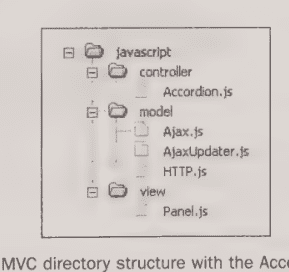 javascript
controller
Accordion.js
model
Ajax.js
AjaxUpdater.js
HTTP.js
view
Panel.js
MVC directory structure with the Acc